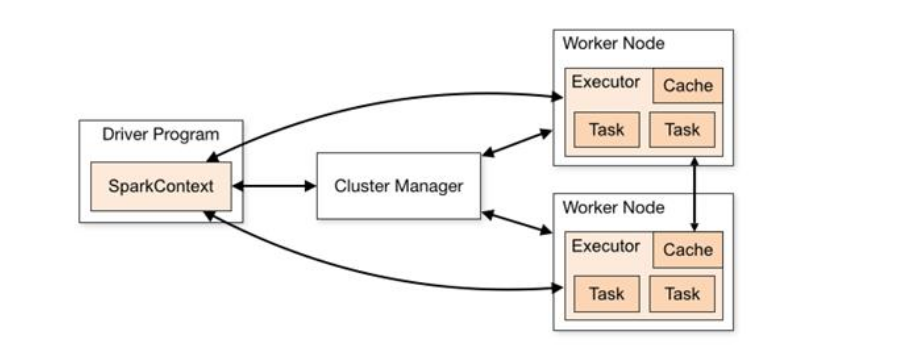 Driver Program
SparkContext
Cluster Manager
Worker Node
Executor Cache
Task Task
Worker Node
Executor Cache
Task Task